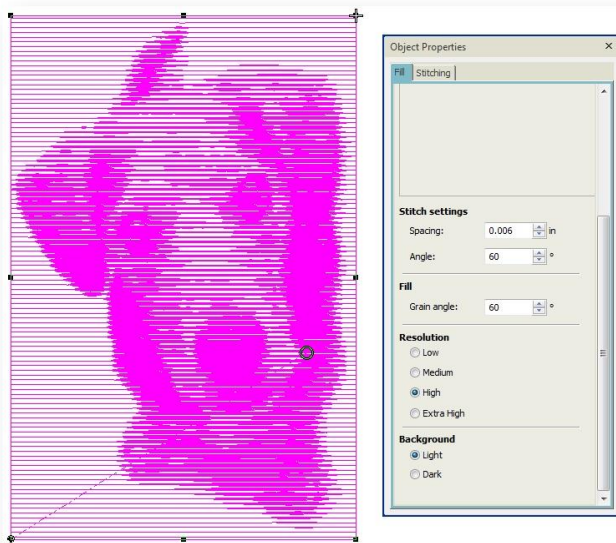 Object Properties
Fill Stitching
Stitch settings
Spacing: 0.006 in
Angle: 60 °
Fill
Grain angle: 60 °
Resolution
Low
Medium
High
Extra High
Background
Light
Dark